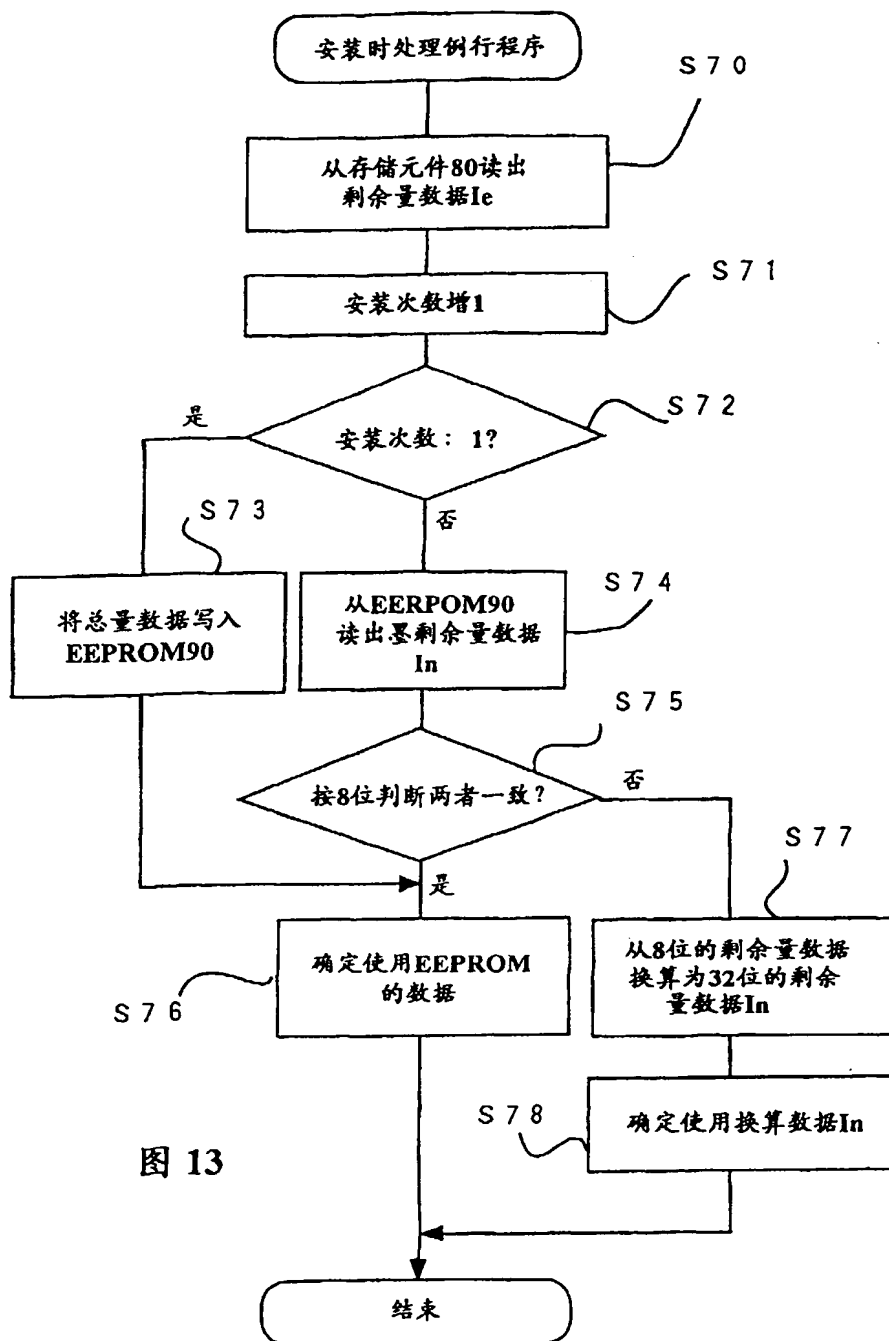 安装时处理例行程序
S70
从存储元件80读出
剩余量数据Ie
S71
安装次数增1
S72
是
安装次数：1?
S73
否
S74
将总量数据写入
EEPROM90
从EERPOM90
读出墨剩余量数据
In
S75
按8位判断两者一致?
否
S77
是
确定使用EEPROM
的数据
S76
从8位的剩余量数据
换算为32位的剩余
量数据In
S78
确定使用换算数据In
图 13
结束